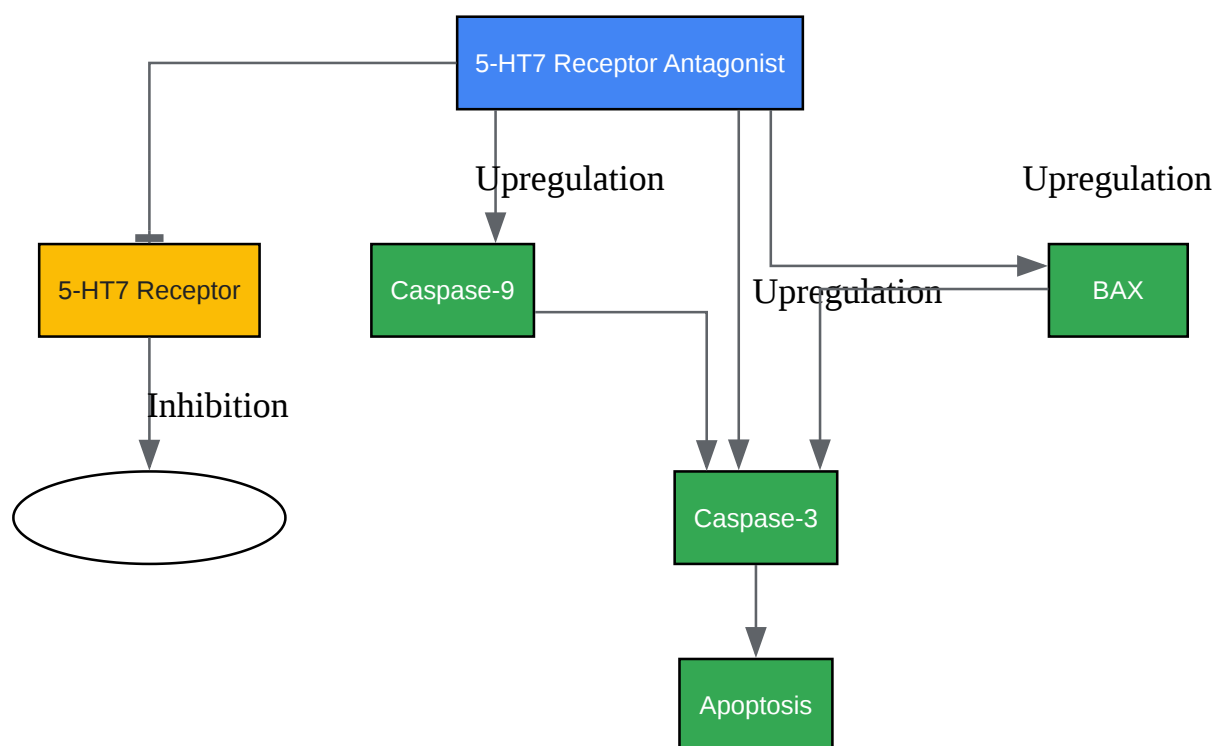 5-HT7 Receptor Antagonist
Upregulation
Upregulation
5-HT7 Receptor
Caspase-9
Upregulation
BAX
Inhibition
Caspase-3
Apoptosis